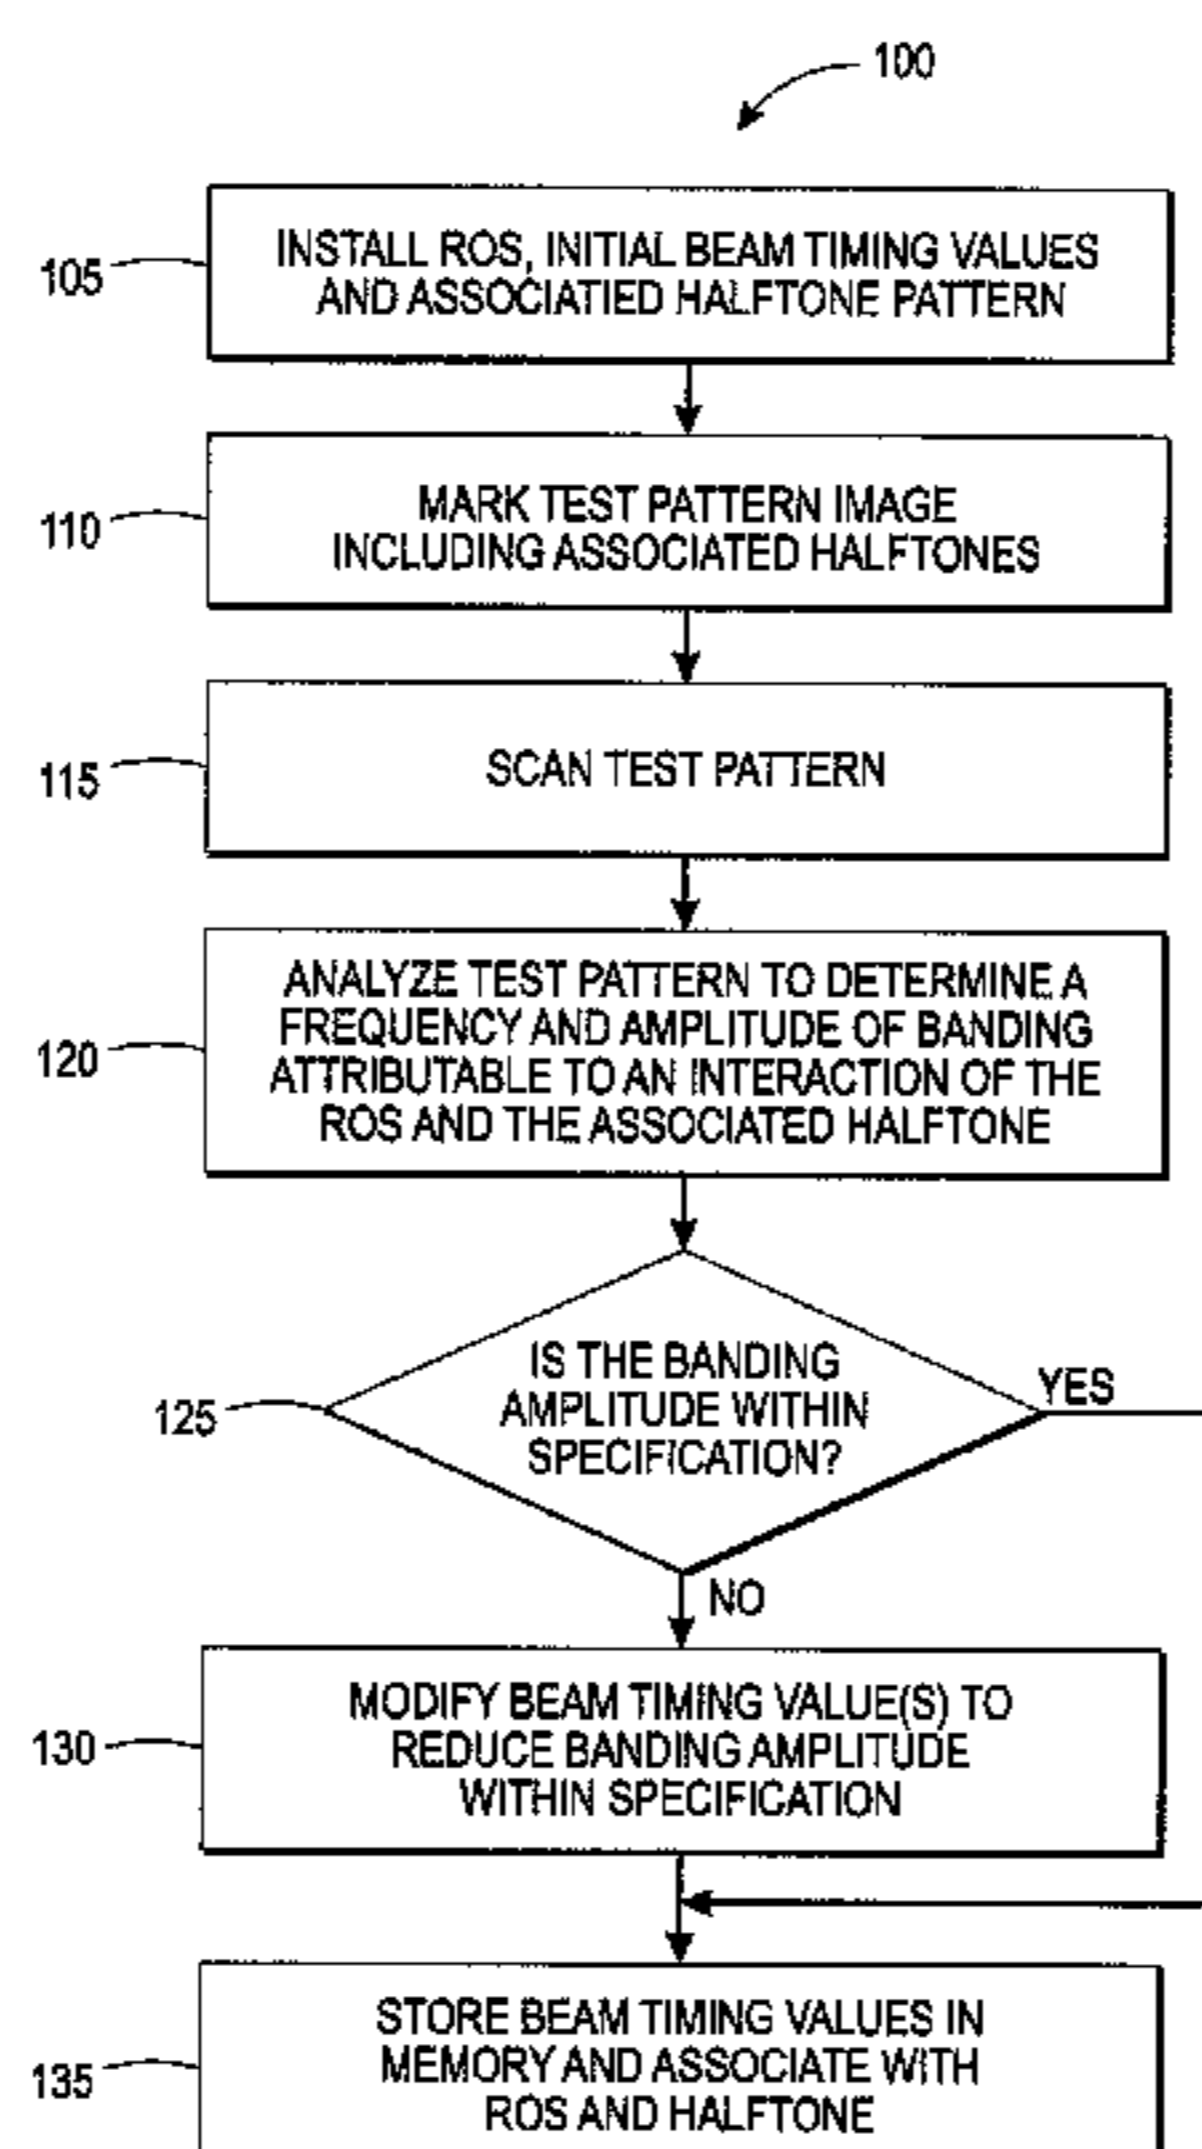 100
105
INSTALL ROS, INITIAL BEAM TIMING VALUES
AND ASSOCIATIED HALFTONE PATTERN
110
MARK TEST PATTERN IMAGE
INCLUDING ASSOCIATED HALFTONES
115
SCAN TEST PATTERN
120
ANALYZE TEST PATTERN TO DETERMINE A
FREQUENCY AND AMPLITUDE OF BANDING
ATTRIBUTABLE TO AN INTERACTION OF THE
ROS AND THE ASSOCIATED HALFTONE
125
IS THE BANDING
AMPLITUDE WITHIN
SPECIFICATION?
YES
NO
130
MODIFY BEAM TIMING VALUE(S) TO
REDUCE BANDING AMPLITUDE
WITHIN SPECIFICATION
135
STORE BEAM TIMING VALUES IN
MEMORY AND ASSOCIATE WITH
ROS AND HALFTONE